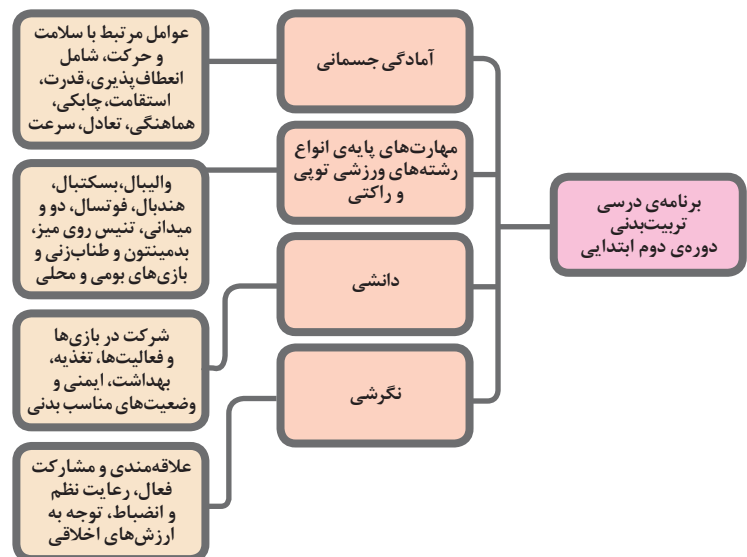 برنامه‌ی درسی
تربیت‌بدنی
دوره‌ی دوم ابتدایی
آمادگی جسمانی
عوامل مرتبط با سلامت
و حرکت، شامل
انعطاف‌پذیری، قدرت،
استقامت، چابکی،
هماهنگی، تعادل، سرعت
مهارت‌های پایه‌ی انواع
رشته‌های ورزشی توپی
و راکتی
والیبال، بسکتبال،
هندبال، فوتسال، دو و
میدانی، تنیس روی میز،
بدمینتون و طناب‌زنی و
بازی‌های بومی و محلی
دانشی
شرکت در بازی‌ها
و فعالیت‌ها، تغذیه،
بهداشت، ایمنی و
وضعیت‌های مناسب بدنی
نگرشی
علاقه‌مندی و مشارکت
فعال، رعایت نظم
و انضباط، توجه به
ارزش‌های اخلاقی